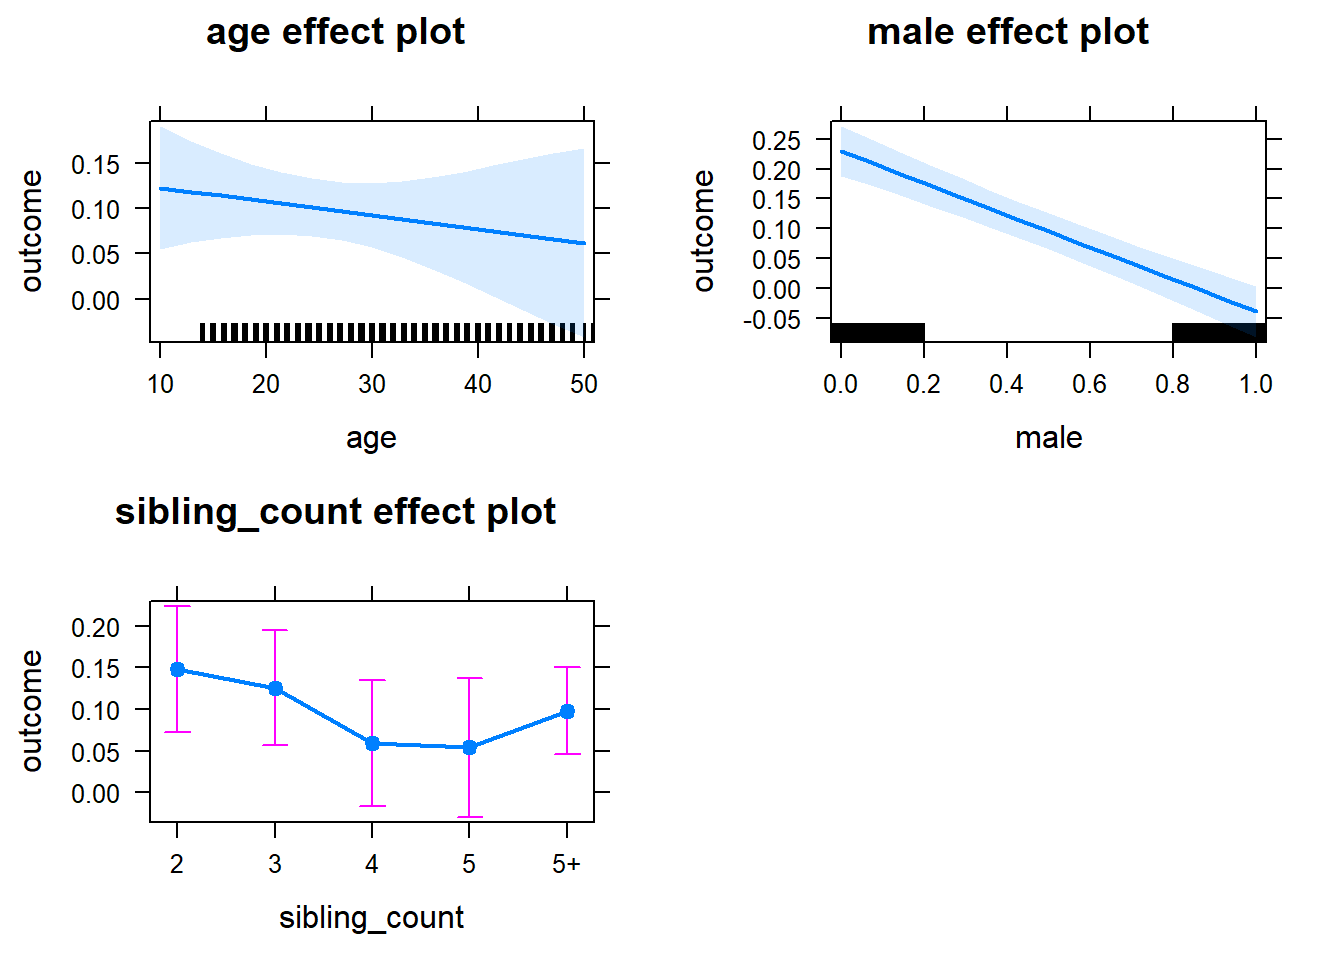 age effect plot
outcome
0.15
0.10
0.05
0.00
10 20 30 40 50
age
male effect plot
outcome
0.25
0.20
0.15
0.10
0.05
0.00
-0.05
0.0 0.2 0.4 0.6 0.8 1.0
male
sibling_count effect plot
outcome
0.20
0.15
0.10
0.05
0.00
2 3 4 5 5+
sibling_count